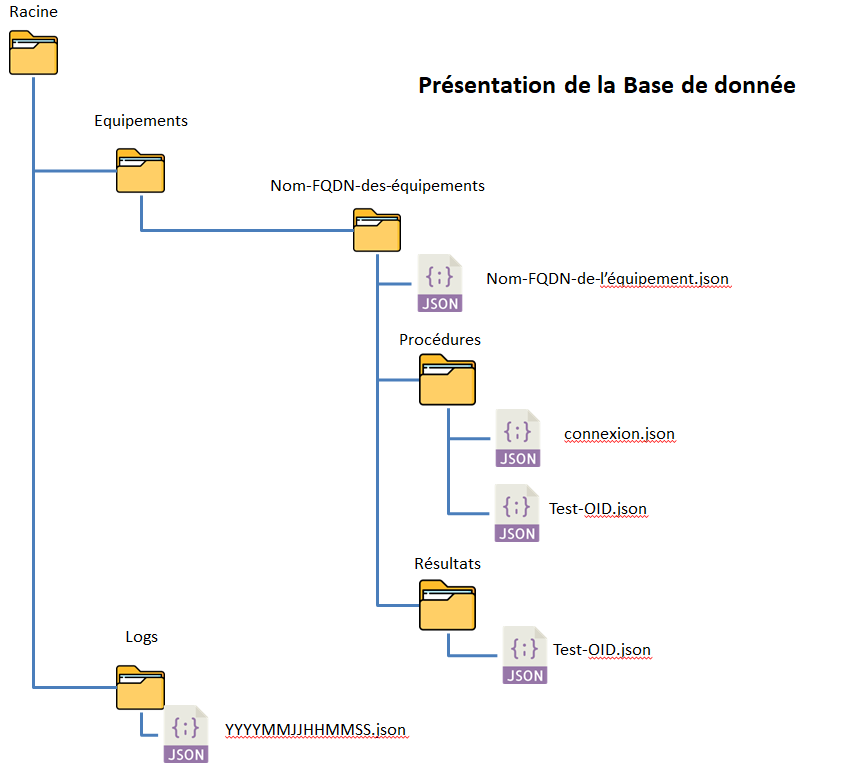 Racine
Présentation de la Base de donnée
Equipements
Nom-FQDN-des-équipements
{;}
JSON
Nom-FQDN-de-l’équipement.json
Procédures
{;}
JSON
connexion.json
{;}
JSON
Test-OID.json
Résultats
{;}
JSON
Test-OID.json
Logs
{;}
JSON
YYYYMMJJHHMMSS.json